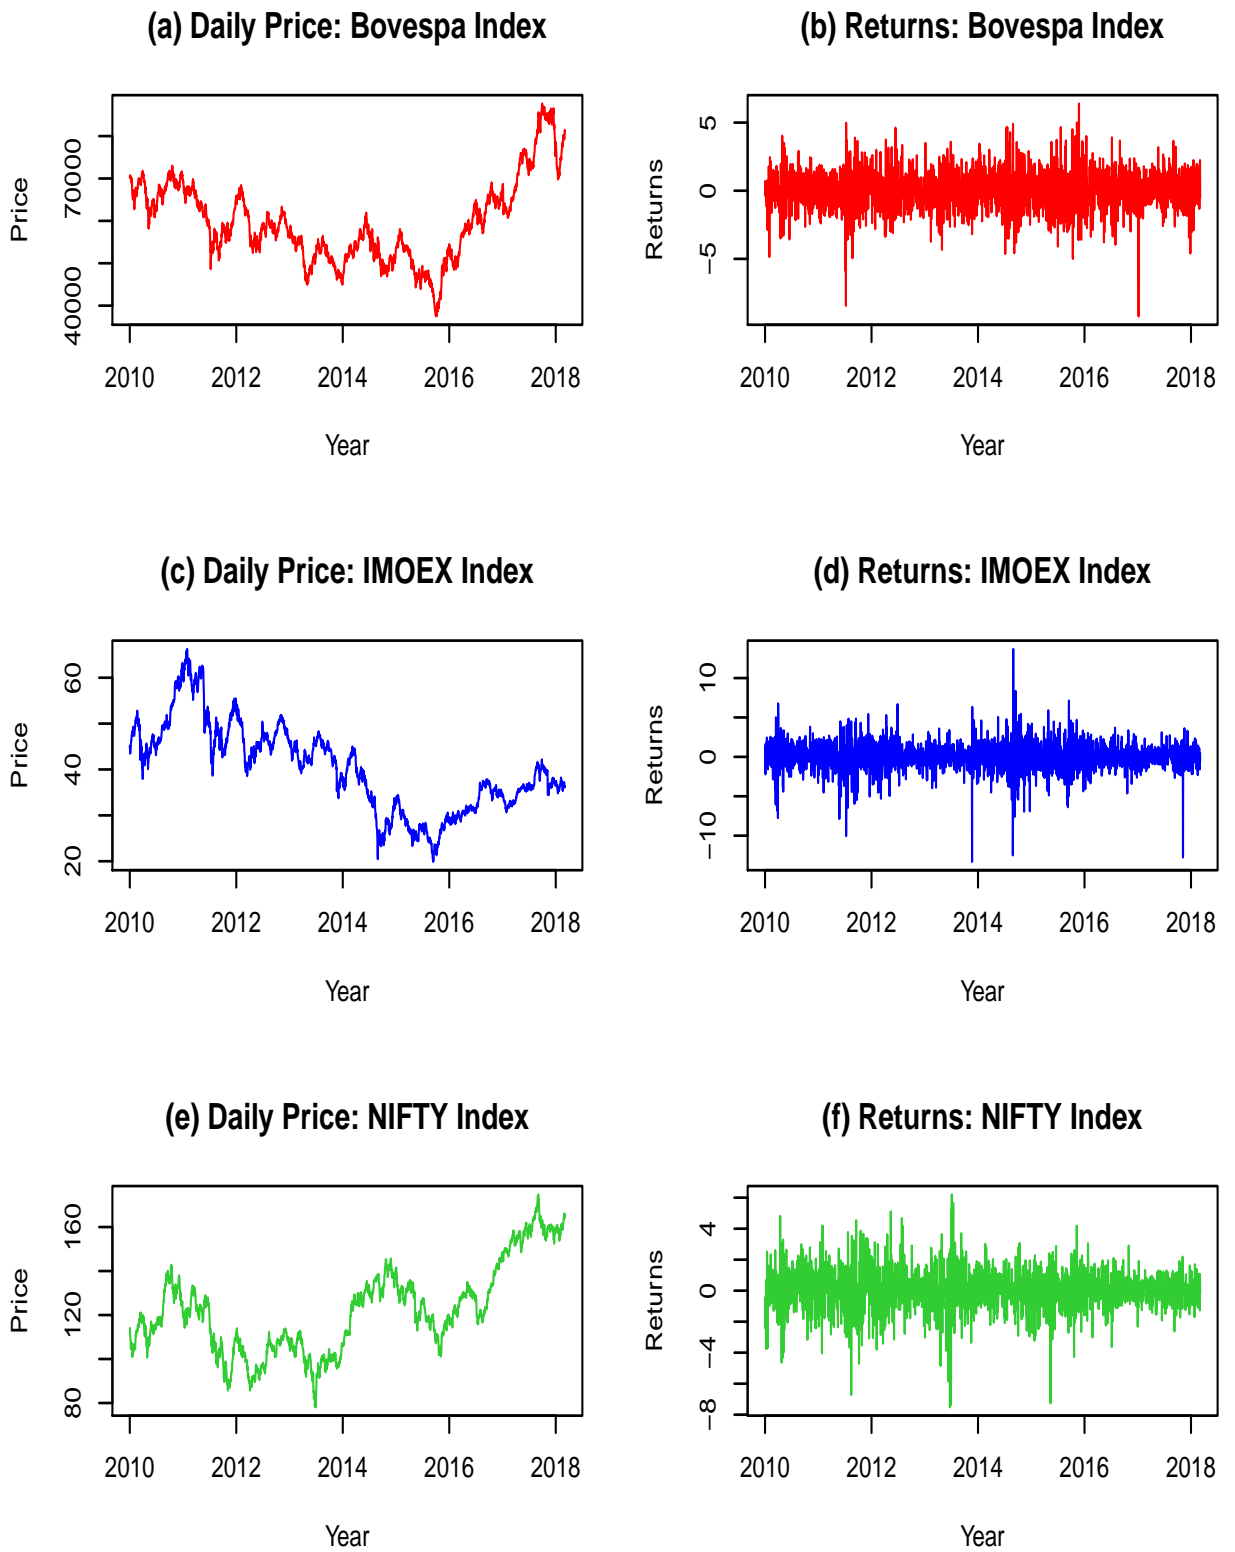 (a) Daily Price: Bovespa Index
Price
70000
40000
2010 2012 2014 2016 2018
Year
(b) Returns: Bovespa Index
Returns
5
0
−5
2010 2012 2014 2016 2018
Year
(c) Daily Price: IMOEX Index
Price
60
40
20
2010 2012 2014 2016 2018
Year
(d) Returns: IMOEX Index
Returns
10
0
−10
2010 2012 2014 2016 2018
Year
(e) Daily Price: NIFTY Index
Price
160
120
80
2010 2012 2014 2016 2018
Year
(f) Returns: NIFTY Index
Returns
4
0
−4
−8
2010 2012 2014 2016 2018
Year